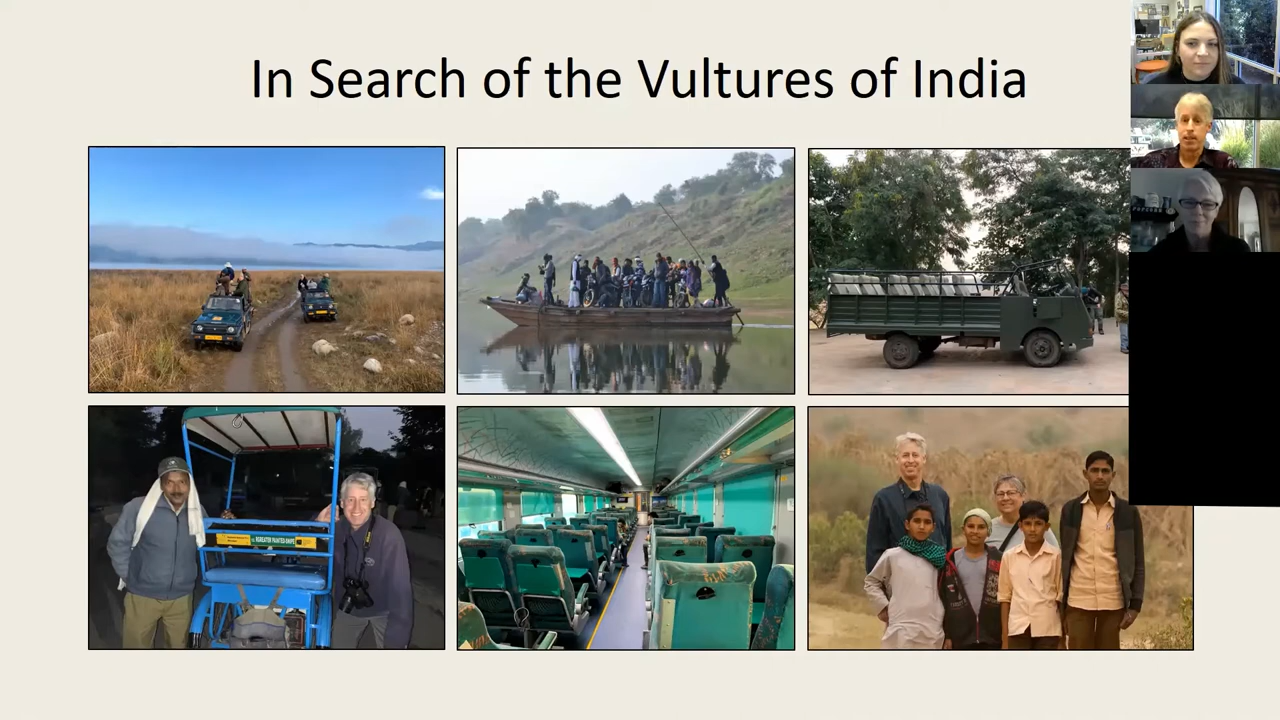 In Search of the Vultures of India